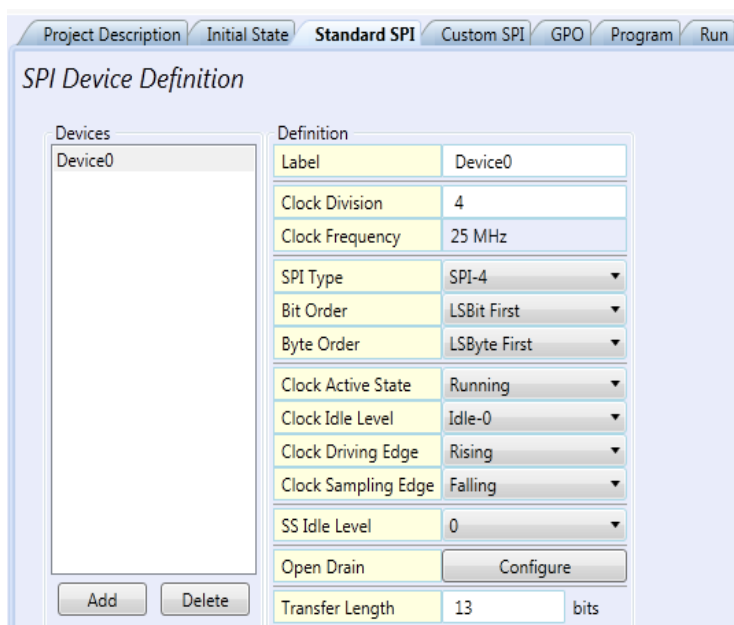 Project Description Initial State Standard SPI Custom SPI GPO Program Run
SPI Device Definition
Devices
Device0
Add Delete
Definition
Label Device0
Clock Division 4
Clock Frequency 25 MHz
SPI Type SPI-4
Bit Order LSBit First
Byte Order LSByte First
Clock Active State Running
Clock Idle Level Idle-0
Clock Driving Edge Rising
Clock Sampling Edge Falling
SS Idle Level 0
Open Drain Configure
Transfer Length 13 bits